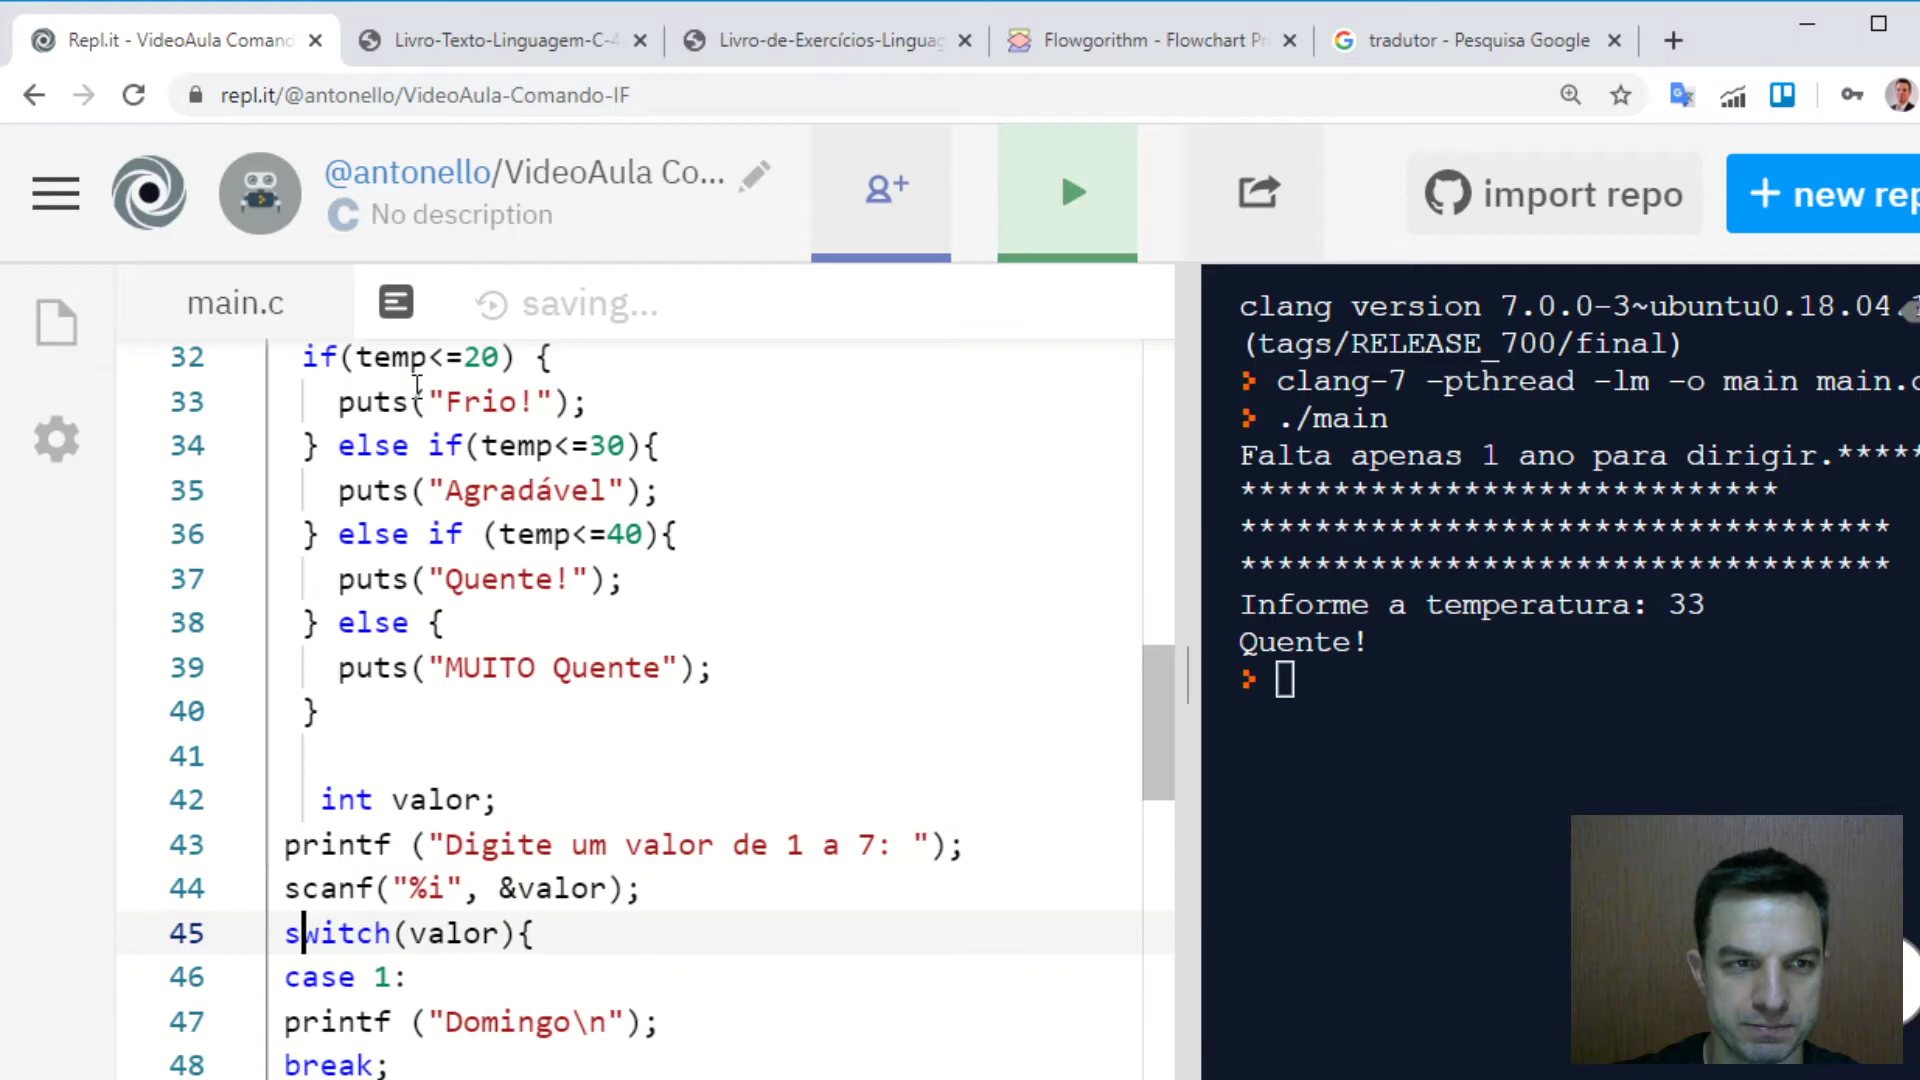 Repl.it - VideoAula Comand
Livro-Texto-Linguagem-C-4
Livro-de-Exercícios-Linguag
Flowgorithm - Flowchart Pr
tradutor - Pesquisa Google
repl.it/@antonello/VideoAula-Comando-IF
@antonello/VideoAula Co...
No description
import repo
+ new rep
main.c
saving...
32 if(temp<=20) {
33 puts("Frio!");
34 } else if(temp<=30){
35 puts("Agradável");
36 } else if (temp<=40){
37 puts("Quente!");
38 } else {
39 puts("MUITO Quente");
40 }
41
42 int valor;
43 printf ("Digite um valor de 1 a 7: ");
44 scanf("%i", &valor);
45 switch(valor){
46 case 1:
47 printf ("Domingo\n");
48 break;
clang version 7.0.0-3~ubuntu0.18.04.1
(tags/RELEASE_700/final)
clang-7 -pthread -lm -o main main.c
./main
Falta apenas 1 ano para dirigir.*****
*****************************
***********************************
***********************************
Informe a temperatura: 33
Quente!